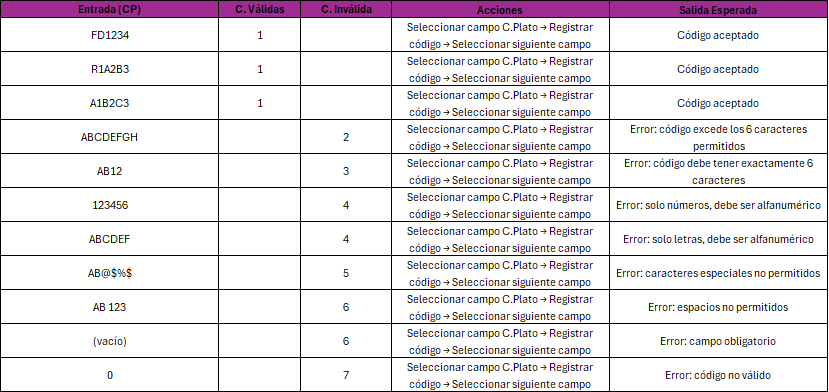 Entrada (CP) C. Válidas C. Inválida Acciones Salida Esperada
FD1234 1 Seleccionar campo C.Plato → Registrar código → Seleccionar siguiente campo Código aceptado
R1A2B3 1 Seleccionar campo C.Plato → Registrar código → Seleccionar siguiente campo Código aceptado
A1B2C3 1 Seleccionar campo C.Plato → Registrar código → Seleccionar siguiente campo Código aceptado
ABCDEFGH 2 Seleccionar campo C.Plato → Registrar código → Seleccionar siguiente campo Error: código excede los 6 caracteres permitidos
AB12 3 Seleccionar campo C.Plato → Registrar código → Seleccionar siguiente campo Error: código debe tener exactamente 6 caracteres
123456 4 Seleccionar campo C.Plato → Registrar código → Seleccionar siguiente campo Error: solo números, debe ser alfanumérico
ABCDEF 4 Seleccionar campo C.Plato → Registrar código → Seleccionar siguiente campo Error: solo letras, debe ser alfanumérico
AB@$%$ 5 Seleccionar campo C.Plato → Registrar código → Seleccionar siguiente campo Error: caracteres especiales no permitidos
AB 123 6 Seleccionar campo C.Plato → Registrar código → Seleccionar siguiente campo Error: espacios no permitidos
(vacío) 6 Seleccionar campo C.Plato → Registrar código → Seleccionar siguiente campo Error: campo obligatorio
0 7 Seleccionar campo C.Plato → Registrar código → Seleccionar siguiente campo Error: código no válido